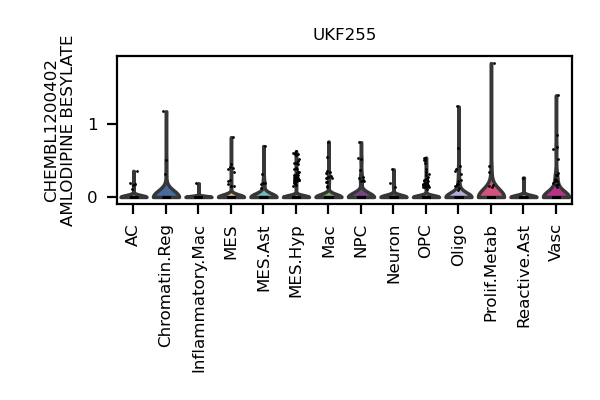 UKF255
CHEMBL1200402
AMLODIPINE BESYLATE
1
0
AC
Chromatin.Reg
Inflammatory.Mac
MES
MES.Ast
MES.Hyp
Mac
NPC
Neuron
OPC
Oligo
Prolif.Metab
Reactive.Ast
Vasc